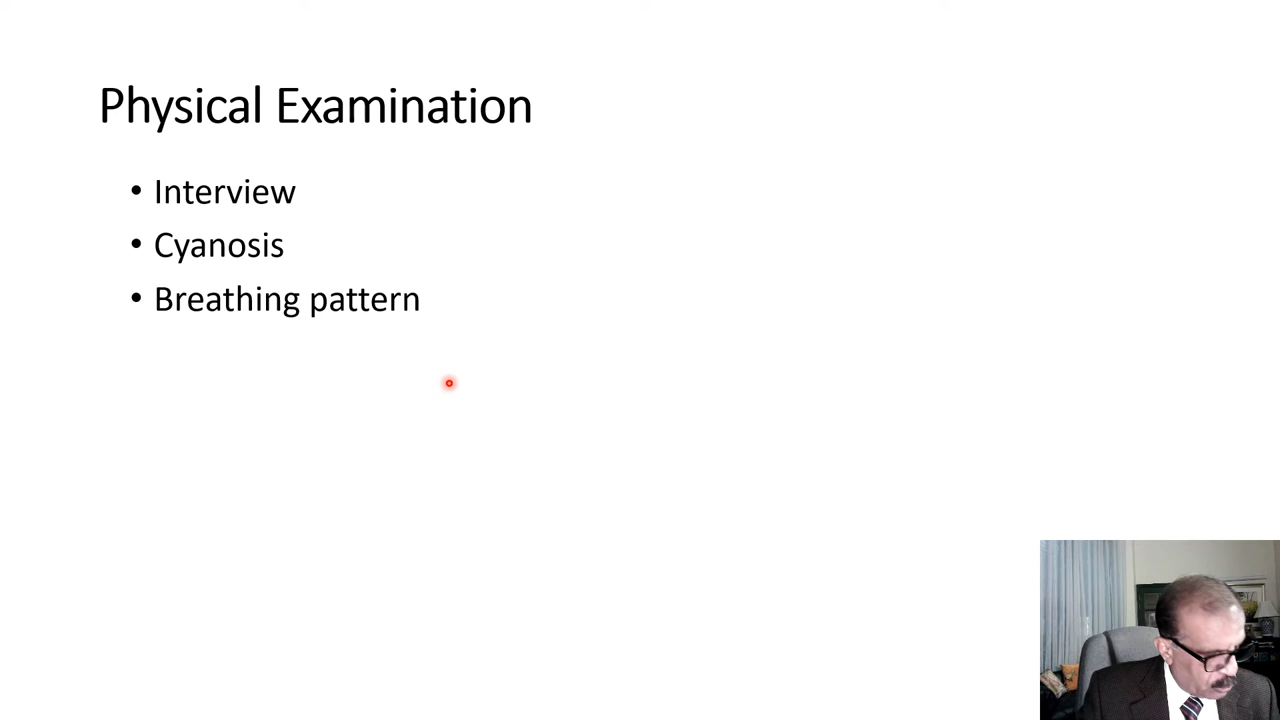 Physical Examination
• Interview
• Cyanosis
• Breathing pattern